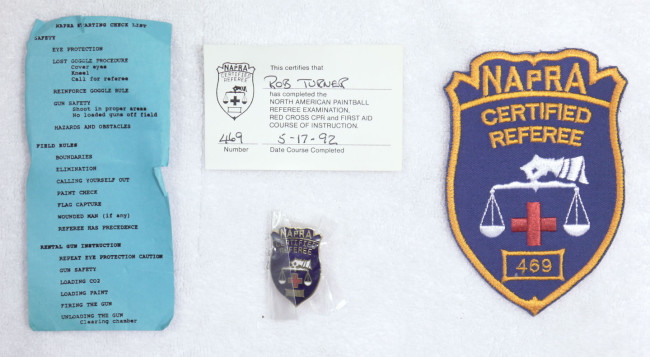 NAPRA STARTING CHECK LIST
SAFETY
EYE PROTECTION
LOST GOGGLE PROCEDURE
Cover eyes
Kneel
Call for referee
REINFORCE GOGGLE RULE
GUN SAFETY
Shoot in proper areas
No loaded guns off field
HAZARDS AND OBSTACLES
FIELD RULES
BOUNDARIES
ELIMINATION
CALLING YOURSELF OUT
PAINT CHECK
FLAG CAPTURE
WOUNDED MAN (if any)
REFEREE HAS PRECEDENCE
RENTAL GUN INSTRUCTION
REPEAT EYE PROTECTION CAUTION
GUN SAFETY
LOADING CO2
LOADING PAINT
FIRING THE GUN
UNLOADING THE GUN
Clearing chamber
NAPRA
CERTIFIED
REFEREE
This certifies that
ROB TURNER
has completed the
NORTH AMERICAN PAINTBALL
REFEREE EXAMINATION,
RED CROSS CPR and FIRST AID
COURSE OF INSTRUCTION.
469 5-17-92
Number Date Course Completed
NAPRA
CERTIFIED
REFEREE
NAPRA
CERTIFIED
REFEREE
469